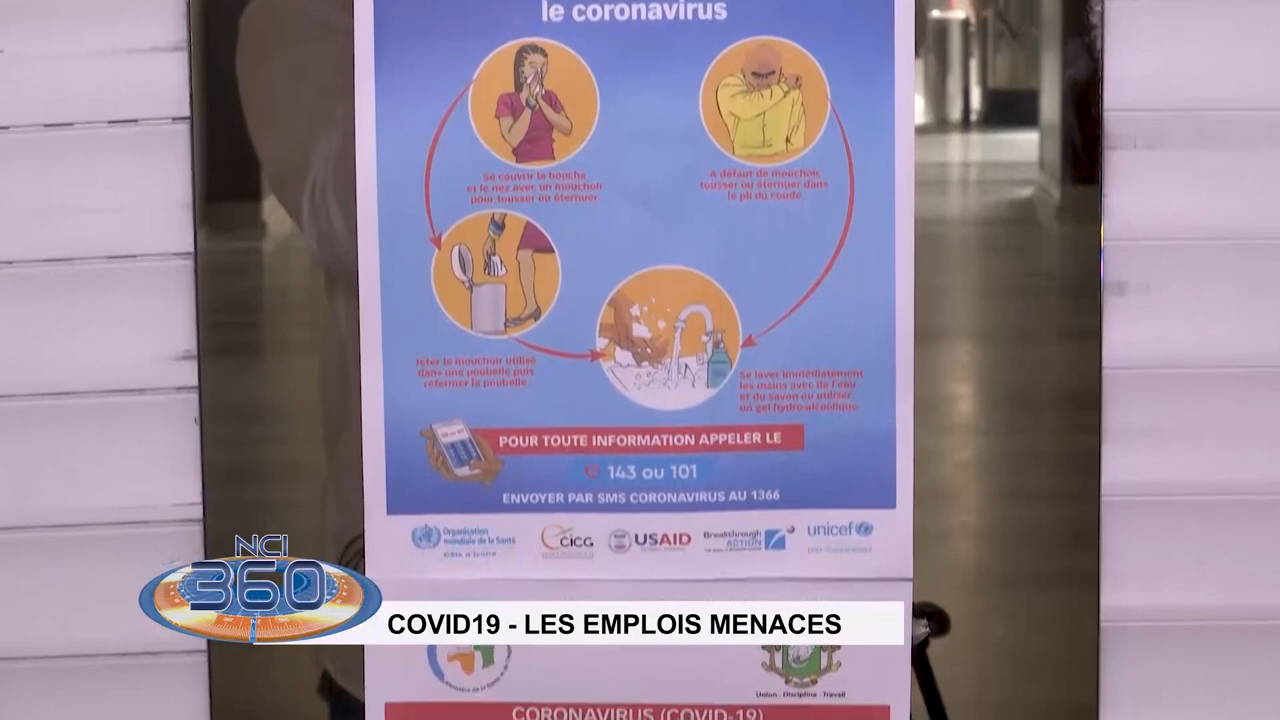 le coronavirus
Se couvrir la bouche
et le nez avec un mouchoir
pour tousser ou éternuer
A défaut de mouchoir,
tousser ou éternuer dans
le pli du coude.
Jeter le mouchoir utilisé
dans une poubelle puis
refermer la poubelle.
Se laver immédiatement
les mains avec de l'eau
et du savon ou utiliser
un gel hydro alcoolique
POUR TOUTE INFORMATION APPELER LE
143 ou 101
ENVOYER PAR SMS CORONAVIRUS AU 1366
Organisation
mondiale de la Santé
Côte d'Ivoire
CICG
USAID
Breakthrough
ACTION
unicef
NCI
360
COVID19 - LES EMPLOIS MENACES
Union - Discipline - Travail
CORONAVIRUS (COVID-19)